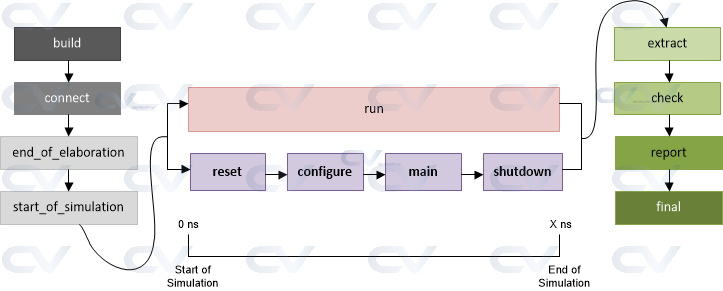 build
connect
end_of_elaboration
start_of_simulation
run
reset
configure
main
shutdown
0 ns
X ns
Start of
Simulation
End of
Simulation
extract
check
report
final